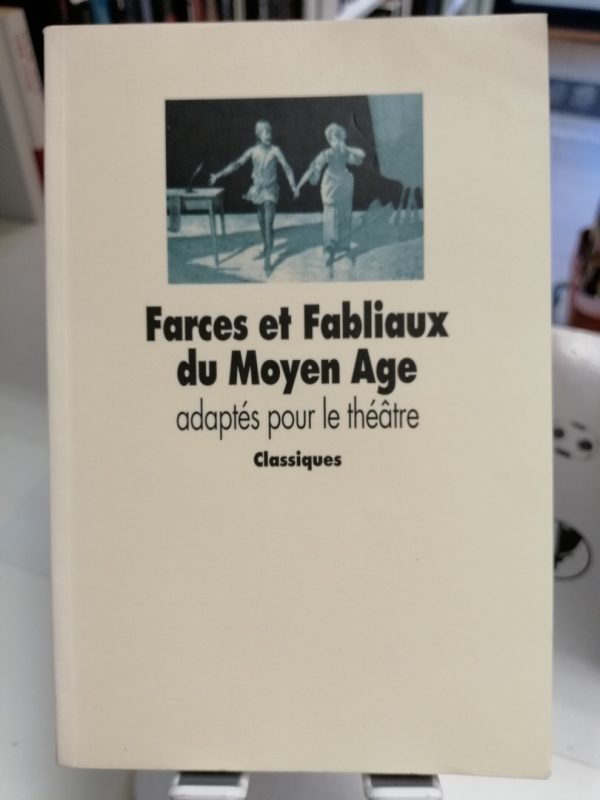 Farces et Fabliaux
du Moyen Age
adaptés pour le théâtre
Classiques